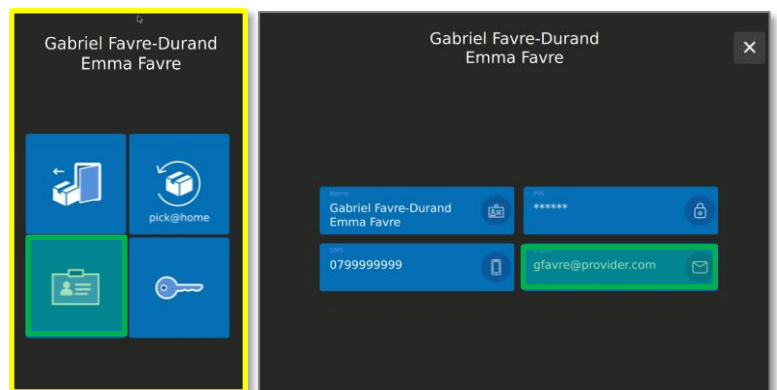 Gabriel Favre-Durand
Emma Favre
pick@home
Gabriel Favre-Durand
Emma Favre
Name
Gabriel Favre-Durand
Emma Favre
PIN
******
SMS
0799999999
gfavre@provider.com